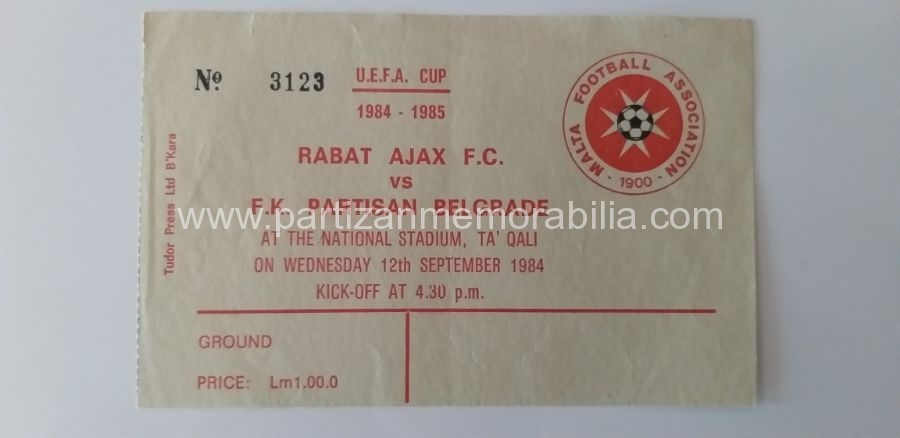 Nº 3123
U.E.F.A. CUP
1984 - 1985
RABAT AJAX F.C.
vs
F.K. PARTISAN BELGRADE
AT THE NATIONAL STADIUM, TA' QALI
ON WEDNESDAY 12th SEPTEMBER 1984
KICK-OFF AT 4.30 p.m.
GROUND
PRICE: Lm1.00.0
Tudor Press Ltd B'Kara
MALTA FOOTBALL ASSOCIATION
- 1900 -
www.partizanmemorabilia.com